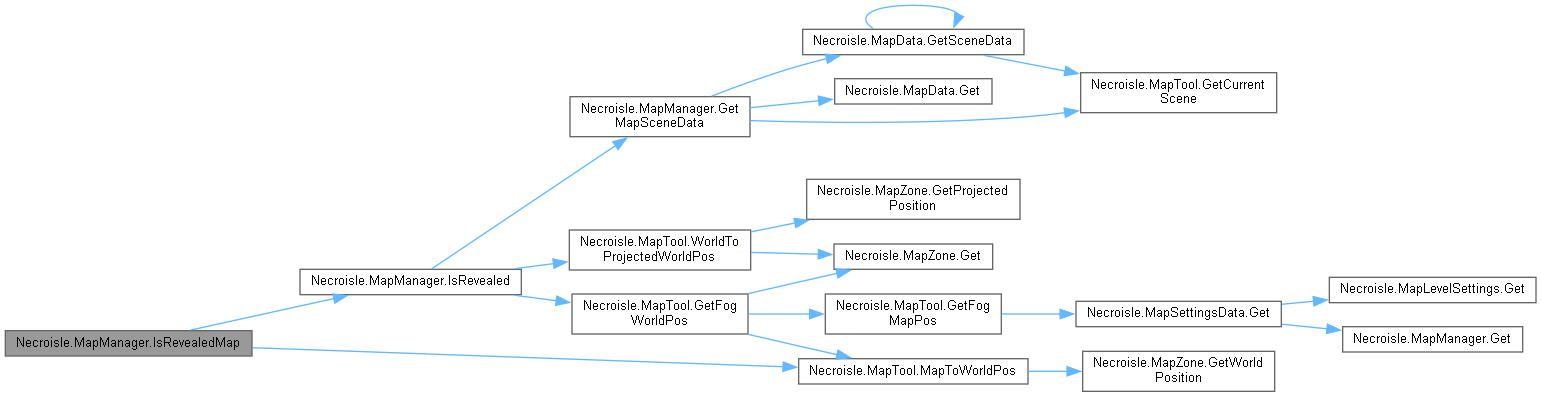 Necroisle.MapData.GetSceneData
Necroisle.MapTool.GetCurrent
Scene
Necroisle.MapData.Get
Necroisle.MapManager.Get
MapSceneData
Necroisle.MapZone.GetProjected
Position
Necroisle.MapTool.WorldTo
ProjectedWorldPos
Necroisle.MapZone.Get
Necroisle.MapManager.IsRevealed
Necroisle.MapLevelSettings.Get
Necroisle.MapTool.GetFog
WorldPos
Necroisle.MapTool.GetFog
MapPos
Necroisle.MapSettingsData.Get
Necroisle.MapManager.Get
Necroisle.MapManager.IsRevealedMap
Necroisle.MapTool.MapToWorldPos
Necroisle.MapZone.GetWorld
Position